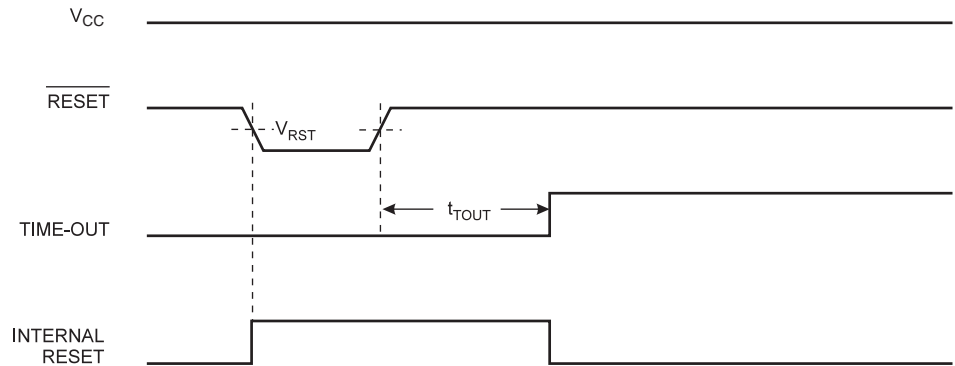 VCC
RESET
VRST
tTOUT
TIME-OUT
INTERNAL
RESET